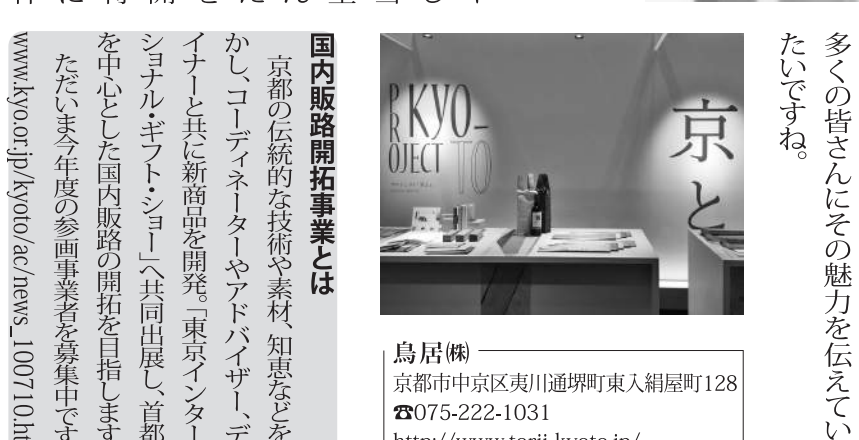 多くの皆さんにその魅力を伝えてい
たいですね。
PR
KYO-
OJECT
TO
京
と
鳥居㈱
京都市中京区夷川通堺町東入絹屋町128
☎075-222-1031
http://www.torii-kyoto.jp/
国内販路開拓事業とは
京都の伝統的な技術や素材、知恵などを
かし、コーディネーターやアドバイザー、デ
イナーと共に新商品を開発。「東京インター
ショナル・ギフト・ショー」へ共同出展し、首都
を中心とした国内販路の開拓を目指します
ただいま今年度の参画事業者を募集中です
www.kyo.or.jp/kyoto/ac/news_100710.ht